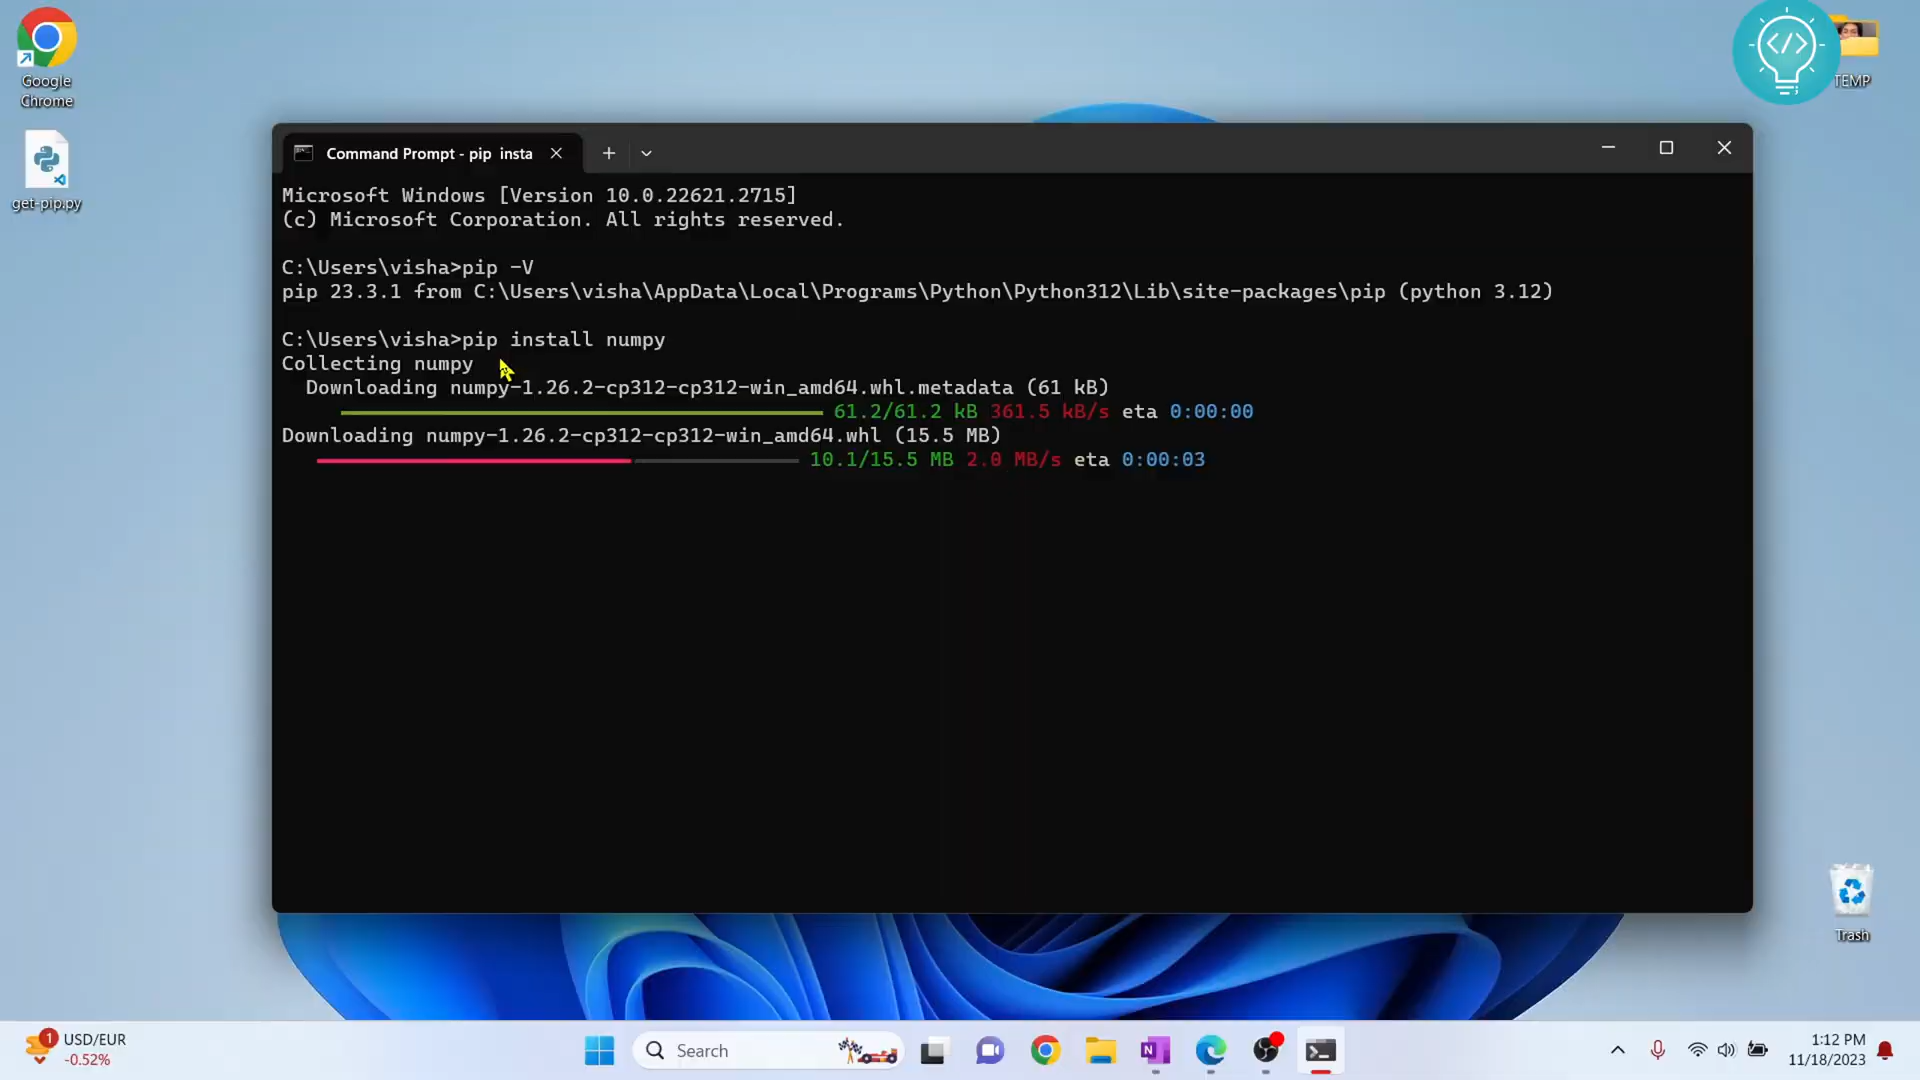 Google
Chrome
get-pip.py
</>
TEMP
Command Prompt - pip  insta
Microsoft Windows [Version 10.0.22621.2715]
(c) Microsoft Corporation. All rights reserved.
C:\Users\visha>pip -V
pip 23.3.1 from C:\Users\visha\AppData\Local\Programs\Python\Python312\Lib\site-packages\pip (python 3.12)
C:\Users\visha>pip install numpy
Collecting numpy
Downloading numpy-1.26.2-cp312-cp312-win_amd64.whl.metadata (61 kB)
61.2/61.2 kB 361.5 kB/s eta 0:00:00
Downloading numpy-1.26.2-cp312-cp312-win_amd64.whl (15.5 MB)
10.1/15.5 MB 2.0 MB/s eta 0:00:03
Trash
1
USD/EUR
-0.52%
Search
N
1:12 PM
11/18/2023